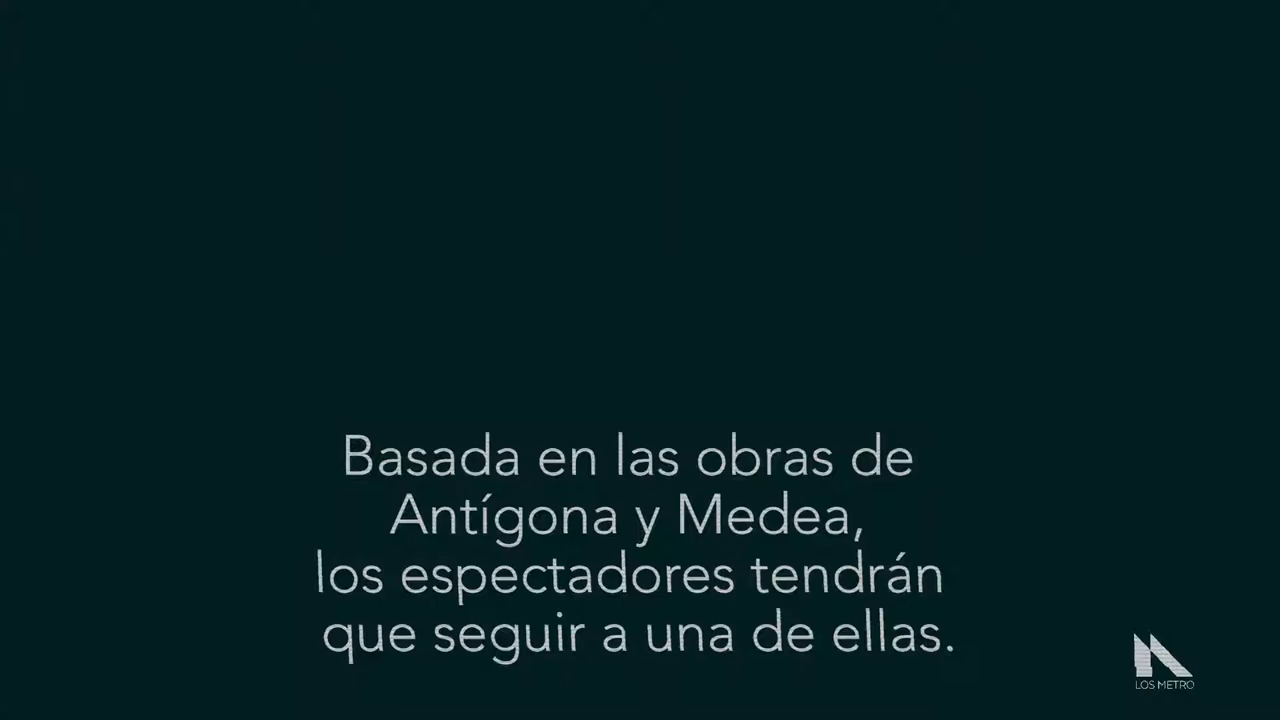 Basada en las obras de
Antígona y Medea,
los espectadores tendrán
que seguir a una de ellas.
LOS METRO